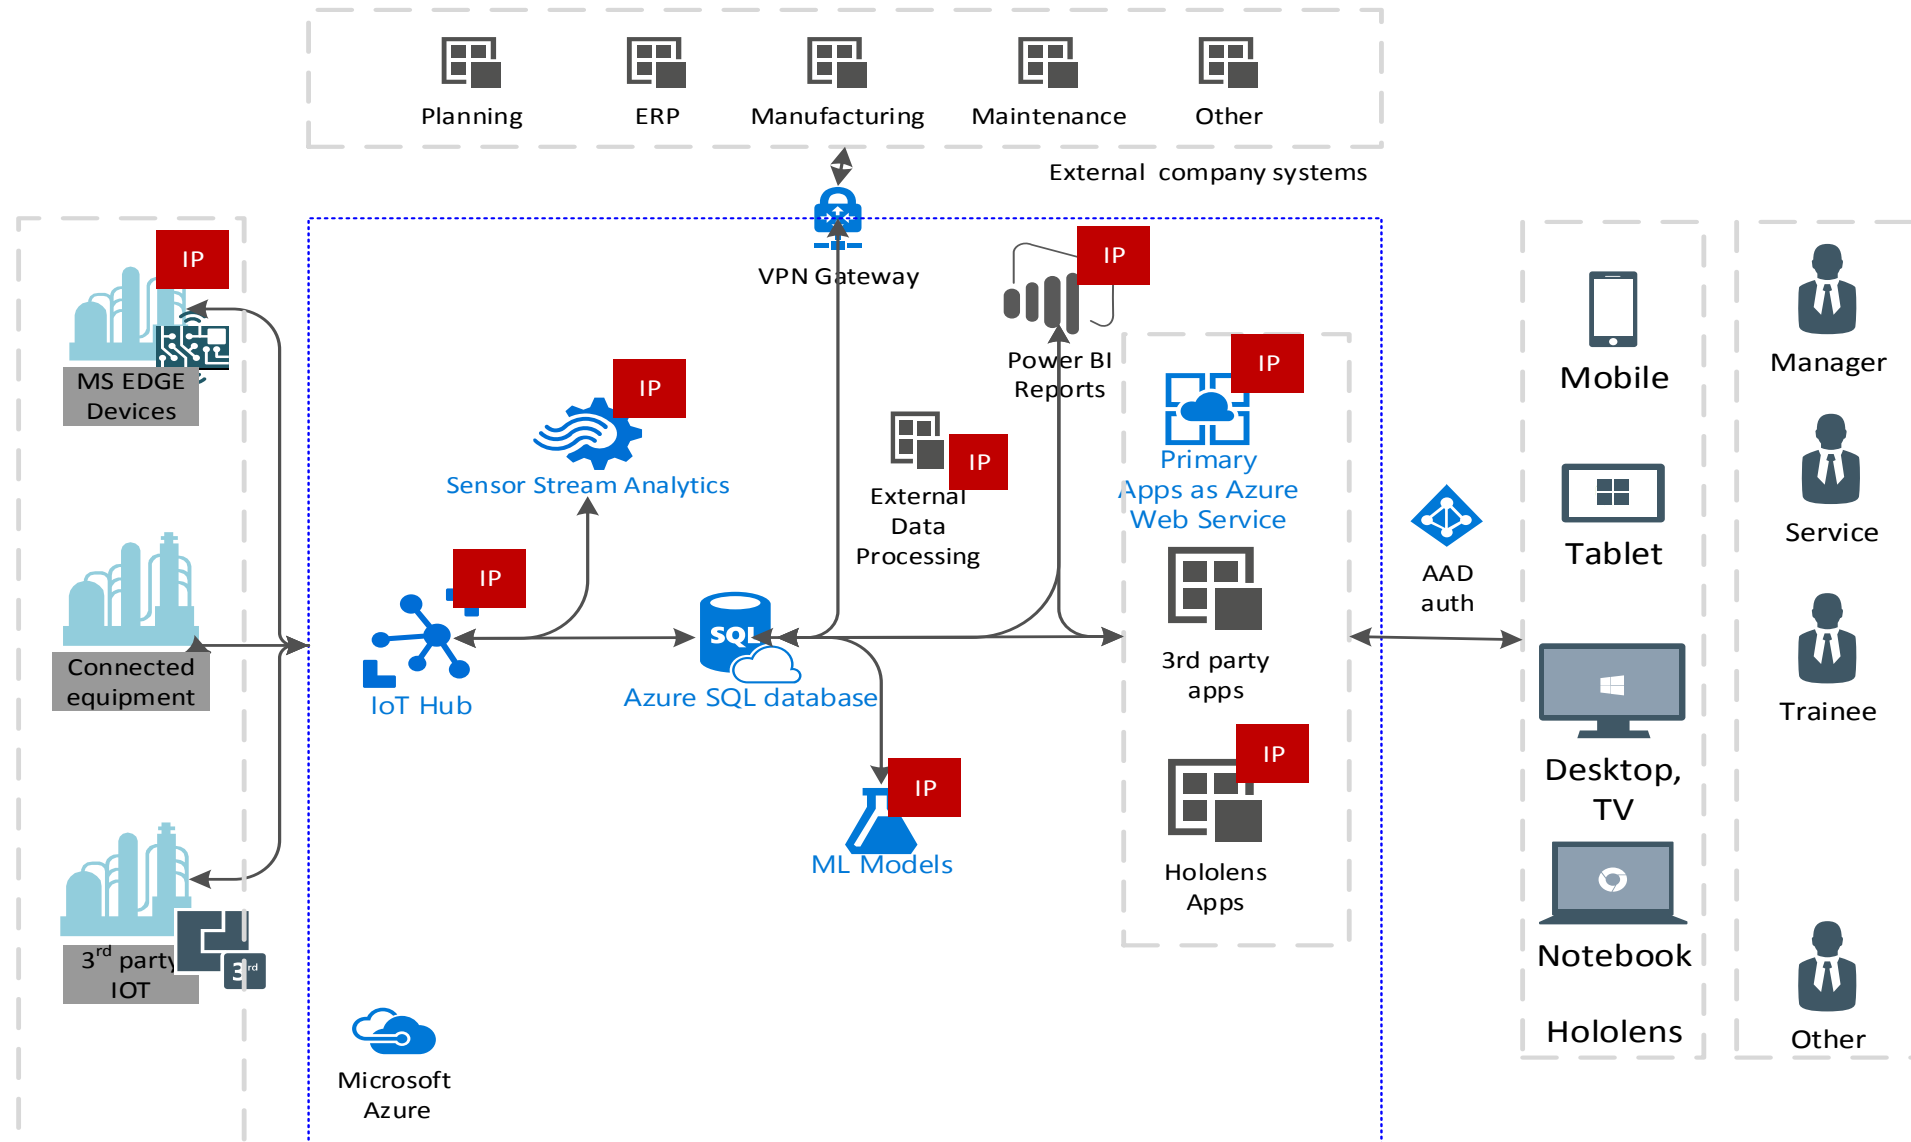 Planning
ERP
Manufacturing
Maintenance
Other
External  company systems
IP
MS EDGE
Devices
Connected
equipment
3rd party
IOT
3rd
VPN Gateway
IP
Power BI
Reports
IP
Sensor Stream Analytics
IP
External
Data
Processing
IP
Primary
Apps as Azure
Web Service
IP
IoT Hub
SQL
Azure SQL database
3rd party
apps
IP
ML Models
IP
Hololens
Apps
Microsoft
Azure
AAD
auth
Mobile
Tablet
Desktop,
TV
Notebook
Hololens
Manager
Service
Trainee
Other